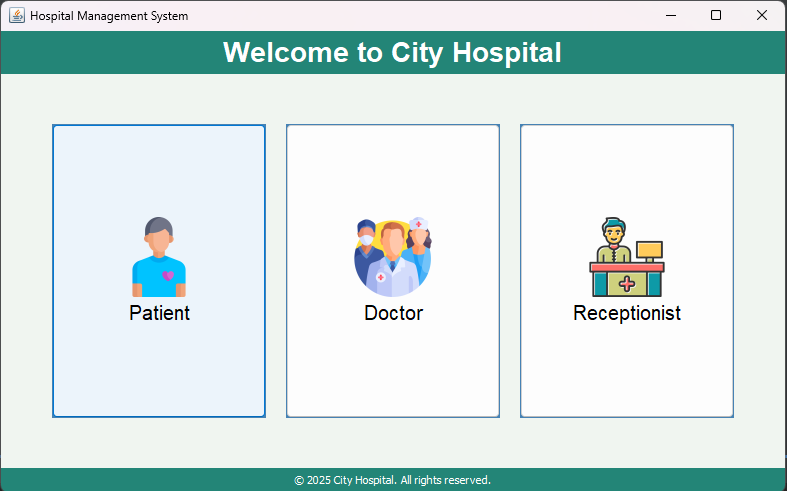 Hospital Management System
Welcome to City Hospital
Patient
Doctor
Receptionist
© 2025 City Hospital. All rights reserved.